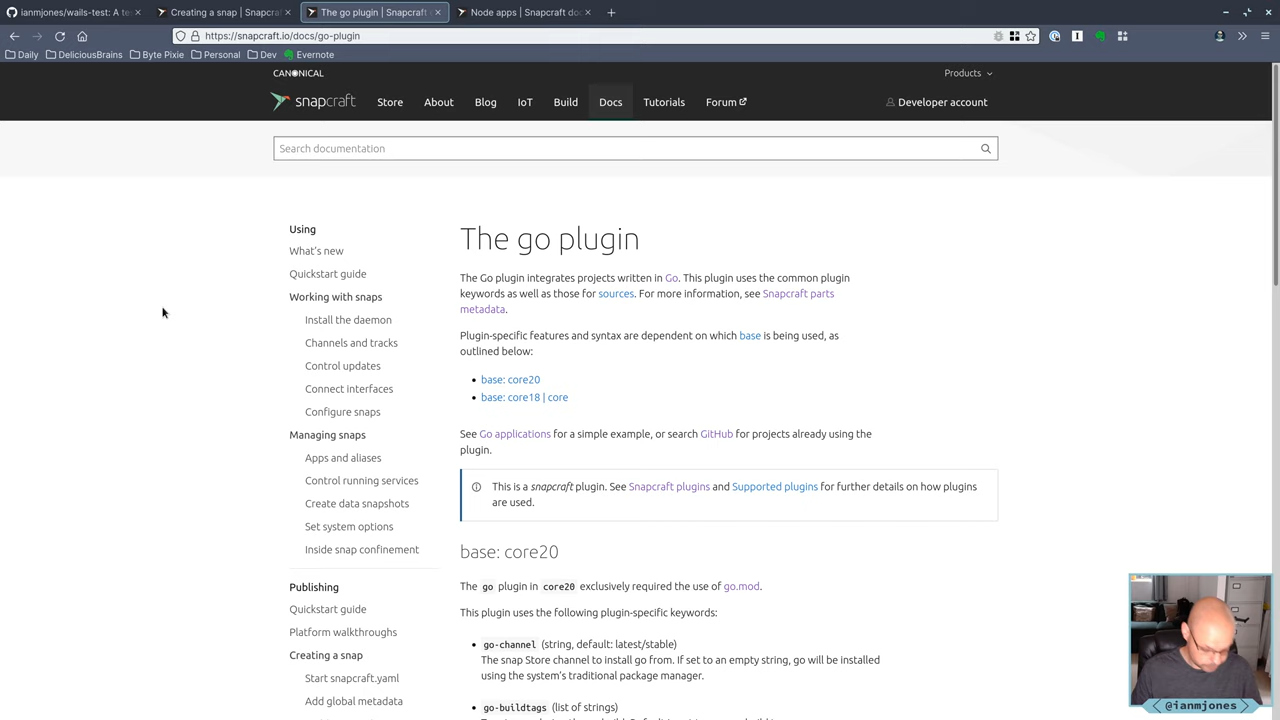 ianmjones/wails-test: A te
Creating a snap | Snapcraf
The go plugin | Snapcraft
Node apps | Snapcraft doc
https://snapcraft.io/docs/go-plugin
Daily
DeliciousBrains
Byte Pixie
Personal
Dev
Evernote
CANONICAL
Products
snapcraft
Store
About
Blog
IoT
Build
Docs
Tutorials
Forum
Developer account
Search documentation
Using
What's new
Quickstart guide
Working with snaps
Install the daemon
Channels and tracks
Control updates
Connect interfaces
Configure snaps
Managing snaps
Apps and aliases
Control running services
Create data snapshots
Set system options
Inside snap confinement
Publishing
Quickstart guide
Platform walkthroughs
Creating a snap
Start snapcraft.yaml
Add global metadata
The go plugin
The Go plugin integrates projects written in Go. This plugin uses the common plugin
keywords as well as those for sources. For more information, see Snapcraft parts
metadata.
Plugin-specific features and syntax are dependent on which base is being used, as
outlined below:
• base: core20
• base: core18 | core
See Go applications for a simple example, or search GitHub for projects already using the
plugin.
This is a snapcraft plugin. See Snapcraft plugins and Supported plugins for further details on how plugins
are used.
base: core20
The go plugin in core20 exclusively required the use of go.mod.
This plugin uses the following plugin-specific keywords:
• go-channel (string, default: latest/stable)
The snap Store channel to install go from. If set to an empty string, go will be installed
using the system's traditional package manager.
• go-buildtags (list of strings)
@ianmjones